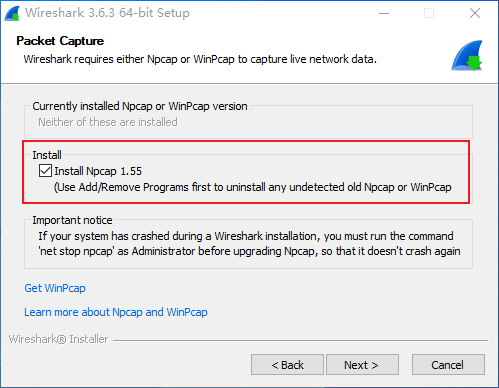 Wireshark 3.6.3 64-bit Setup
Packet Capture
Wireshark requires either Npcap or WinPcap to capture live network data.
Currently installed Npcap or WinPcap version
Neither of these are installed
Install
Install Npcap 1.55
(Use Add/Remove Programs first to uninstall any undetected old Npcap or WinPcap
Important notice
If your system has crashed during a Wireshark installation, you must run the command
'net stop npcap' as Administrator before upgrading Npcap, so that it doesn't crash again
Get WinPcap
Learn more about Npcap and WinPcap
Wireshark® Installer
< Back
Next >
Cancel